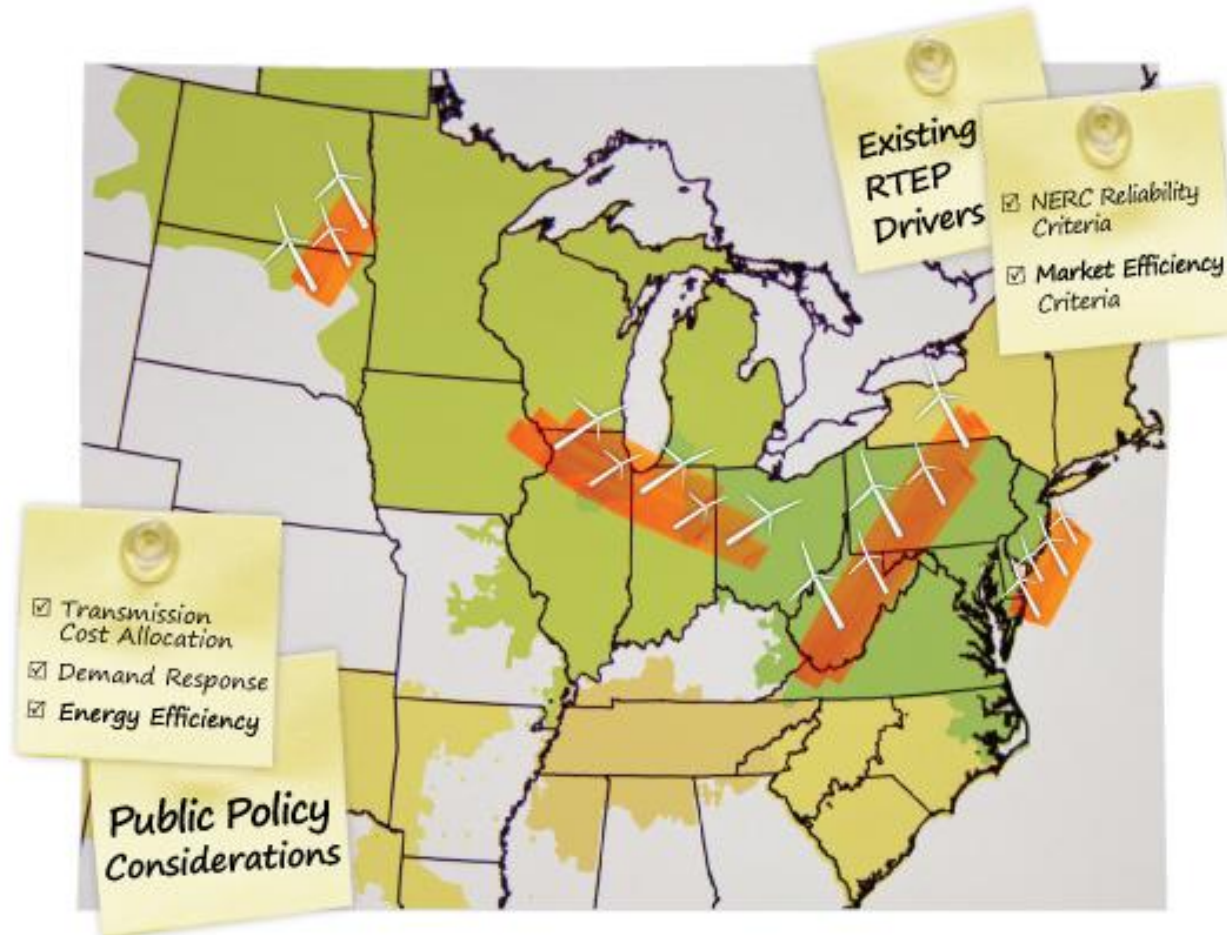 Existing
RTEP
Drivers
☑ NERC Reliability
Criteria
☑ Market Efficiency
Criteria
☑ Transmission
Cost Allocation
☑ Demand Response
☑ Energy Efficiency
Public Policy
Considerations